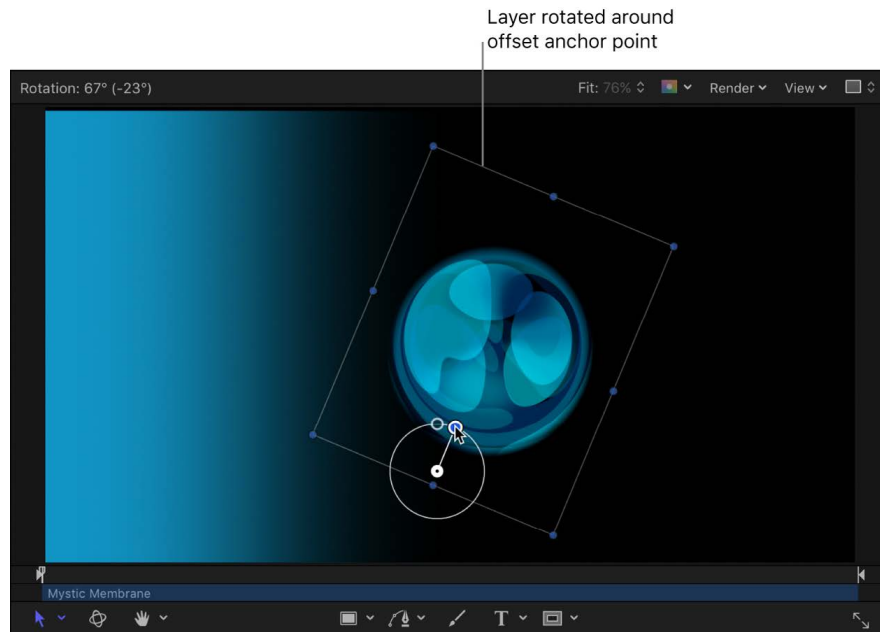 Layer rotated around
offset anchor point
Rotation: 67° (-23°)
Fit: 76%
Render
View
Mystic Membrane
T